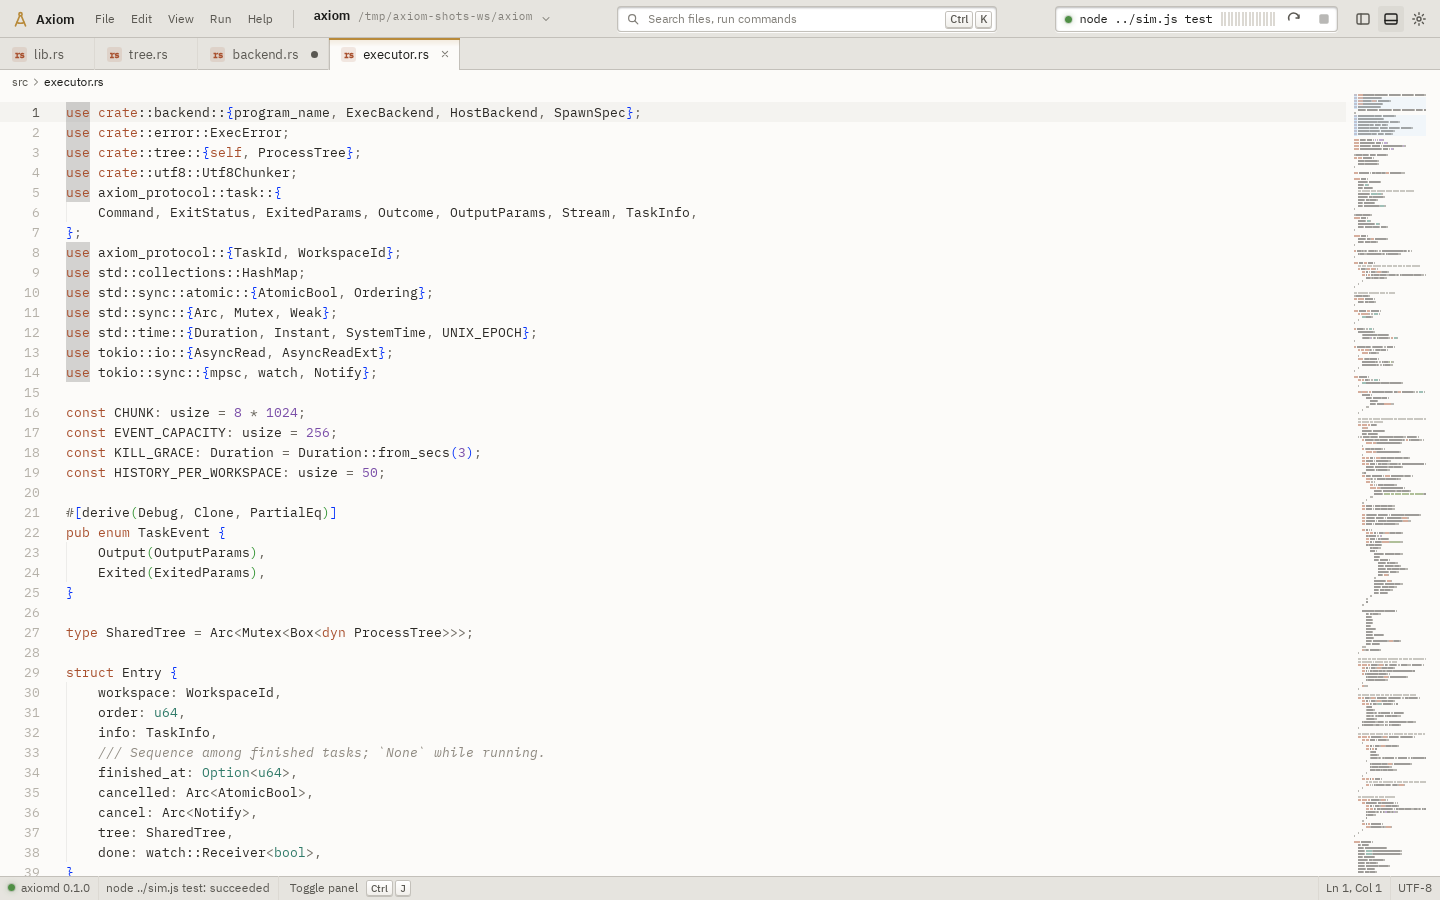 Axiom File Edit View Run Help axiom /tmp/axiom-shots-ws/axiom Search files, run commands Ctrl K node ../sim.js test
lib.rs tree.rs backend.rs executor.rs
src > executor.rs
1 use crate::backend::{program_name, ExecBackend, HostBackend, SpawnSpec};
2 use crate::error::ExecError;
3 use crate::tree::{self, ProcessTree};
4 use crate::utf8::Utf8Chunker;
5 use axiom_protocol::task::{
6 Command, ExitStatus, ExitedParams, Outcome, OutputParams, Stream, TaskInfo,
7 };
8 use axiom_protocol::{TaskId, WorkspaceId};
9 use std::collections::HashMap;
10 use std::sync::atomic::{AtomicBool, Ordering};
11 use std::sync::{Arc, Mutex, Weak};
12 use std::time::{Duration, Instant, SystemTime, UNIX_EPOCH};
13 use tokio::io::{AsyncRead, AsyncReadExt};
14 use tokio::sync::{mpsc, watch, Notify};
15
16 const CHUNK: usize = 8 * 1024;
17 const EVENT_CAPACITY: usize = 256;
18 const KILL_GRACE: Duration = Duration::from_secs(3);
19 const HISTORY_PER_WORKSPACE: usize = 50;
20
21 #[derive(Debug, Clone, PartialEq)]
22 pub enum TaskEvent {
23 Output(OutputParams),
24 Exited(ExitedParams),
25 }
26
27 type SharedTree = Arc<Mutex<Box<dyn ProcessTree>>>;
28
29 struct Entry {
30 workspace: WorkspaceId,
31 order: u64,
32 info: TaskInfo,
33 /// Sequence among finished tasks; `None` while running.
34 finished_at: Option<u64>,
35 cancelled: Arc<AtomicBool>,
36 cancel: Arc<Notify>,
37 tree: SharedTree,
38 done: watch::Receiver<bool>,
39 }
axiomd 0.1.0 node ../sim.js test: succeeded Toggle panel Ctrl J Ln 1, Col 1 UTF-8